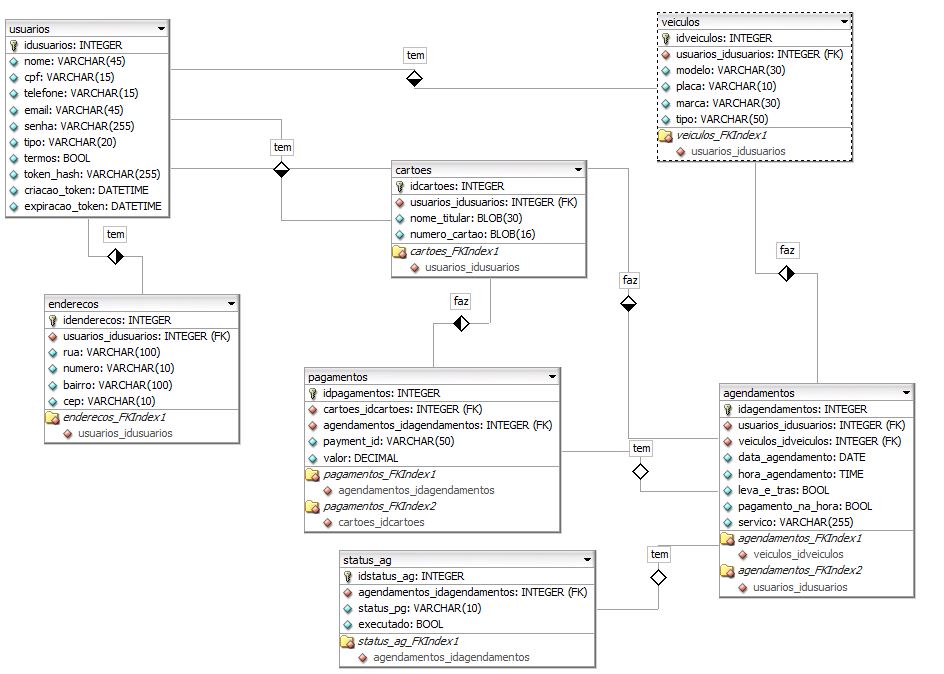 usuarios
idusuarios: INTEGER
nome: VARCHAR(45)
cpf: VARCHAR(15)
telefone: VARCHAR(15)
email: VARCHAR(45)
senha: VARCHAR(255)
tipo: VARCHAR(20)
termos: BOOL
token_hash: VARCHAR(255)
criacao_token: DATETIME
expiracao_token: DATETIME
tem
veiculos
idveiculos: INTEGER
usuarios_idusuarios: INTEGER (FK)
modelo: VARCHAR(30)
placa: VARCHAR(10)
marca: VARCHAR(30)
tipo: VARCHAR(50)
veiculos_FKIndex1
usuarios_idusuarios
tem
cartoes
idcartoes: INTEGER
usuarios_idusuarios: INTEGER (FK)
nome_titular: BLOB(30)
numero_cartao: BLOB(16)
cartoes_FKIndex1
usuarios_idusuarios
tem
faz
faz
faz
enderecos
idenderecos: INTEGER
usuarios_idusuarios: INTEGER (FK)
rua: VARCHAR(100)
numero: VARCHAR(10)
bairro: VARCHAR(100)
cep: VARCHAR(10)
enderecos_FKIndex1
usuarios_idusuarios
pagamentos
idpagamentos: INTEGER
cartoes_idcartoes: INTEGER (FK)
agendamentos_idagendamentos: INTEGER (FK)
payment_id: VARCHAR(50)
valor: DECIMAL
pagamentos_FKIndex1
agendamentos_idagendamentos
pagamentos_FKIndex2
cartoes_idcartoes
tem
agendamentos
idagendamentos: INTEGER
usuarios_idusuarios: INTEGER (FK)
veiculos_idveiculos: INTEGER (FK)
data_agendamento: DATE
hora_agendamento: TIME
leva_e_tras: BOOL
pagamento_na_hora: BOOL
servico: VARCHAR(255)
agendamentos_FKIndex1
veiculos_idveiculos
agendamentos_FKIndex2
usuarios_idusuarios
tem
status_ag
idstatus_ag: INTEGER
agendamentos_idagendamentos: INTEGER (FK)
status_pg: VARCHAR(10)
executado: BOOL
status_ag_FKIndex1
agendamentos_idagendamentos